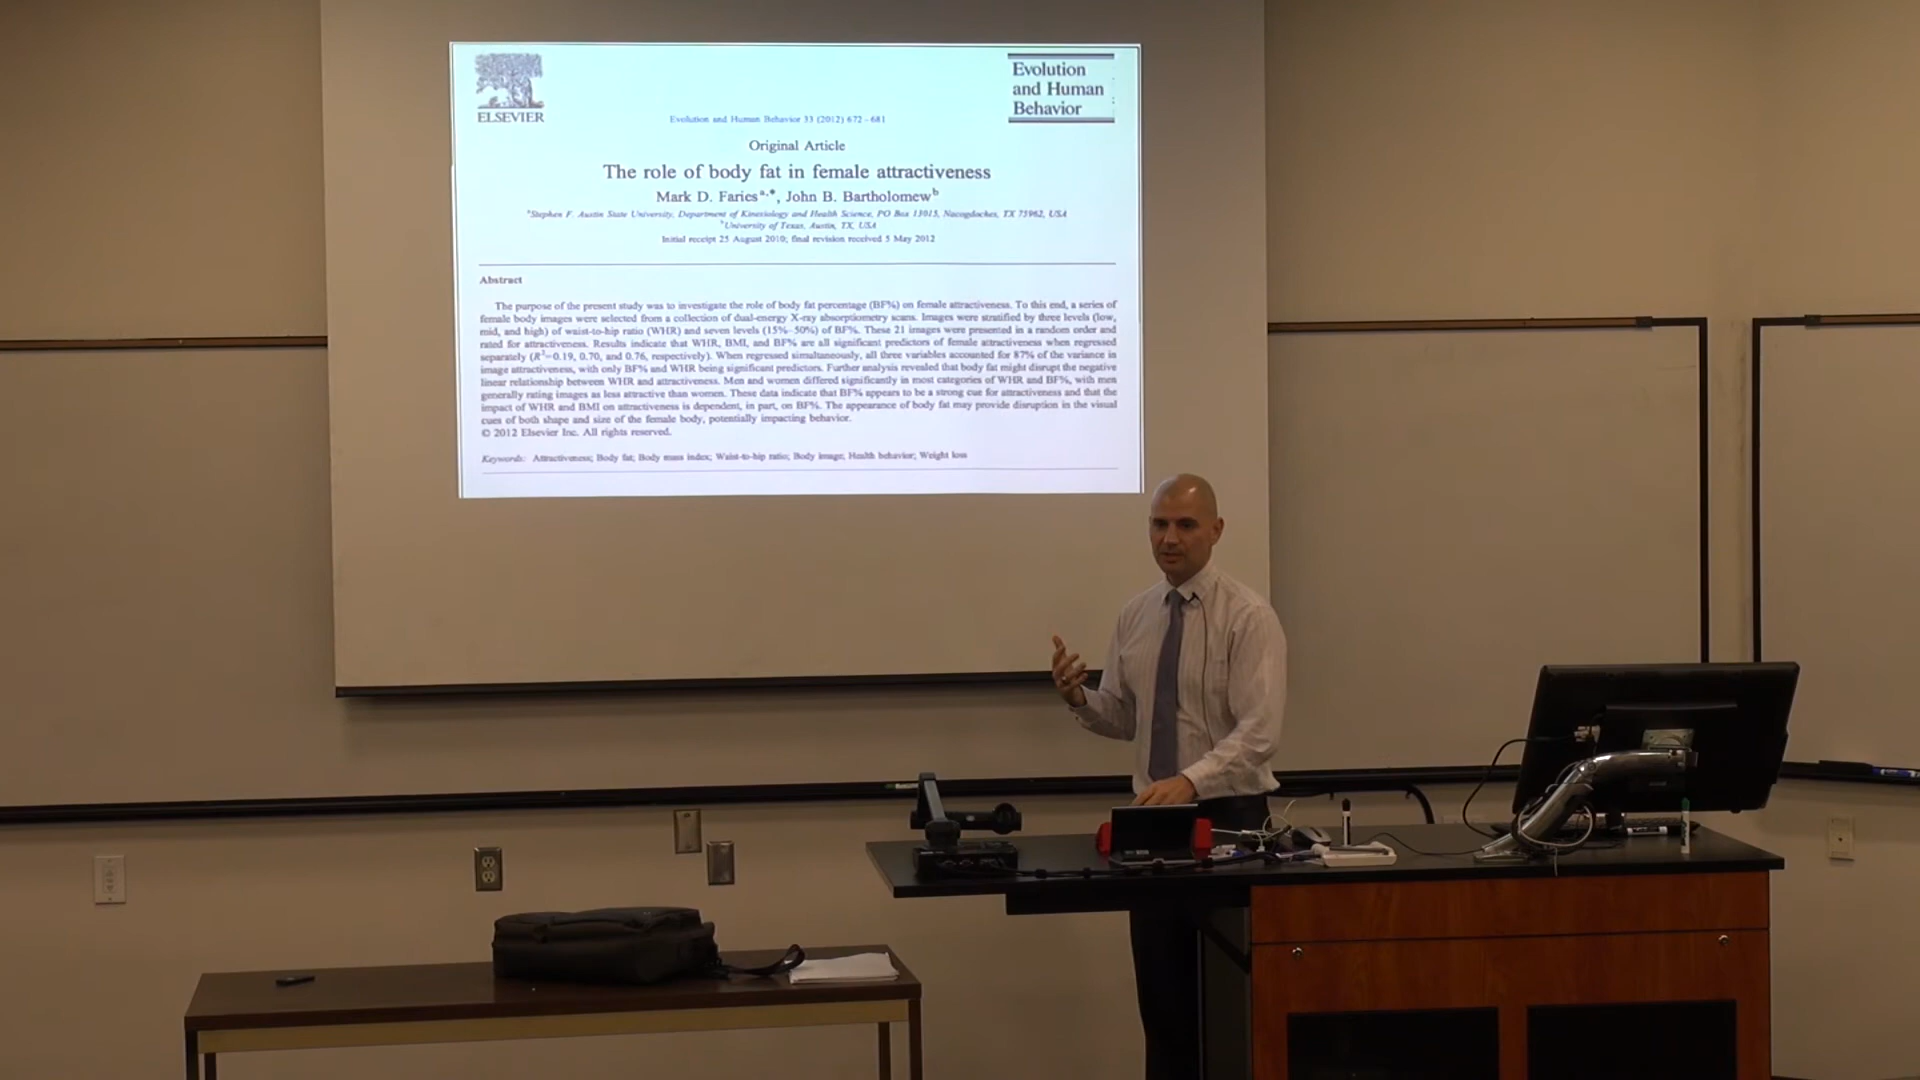 ELSEVIER
Evolution
and Human
Behavior
Evolution and Human Behavior 33 (2012) 672–681
Original Article
The role of body fat in female attractiveness
Mark D. Faries a,*, John B. Bartholomew b
a Stephen F. Austin State University, Department of Kinesiology and Health Science, PO Box 13015, Nacogdoches, TX 75962, USA
b University of Texas, Austin, TX, USA
Initial receipt 25 August 2010; final revision received 5 May 2012
Abstract
The purpose of the present study was to investigate the role of body fat percentage (BF%) on female attractiveness. To this end, a series of
female body images were selected from a collection of dual-energy X-ray absorptiometry scans. Images were stratified by three levels (low,
mid, and high) of waist-to-hip ratio (WHR) and seven levels (15%–50%) of BF%. These 21 images were presented in a random order and
rated for attractiveness. Results indicate that WHR, BMI, and BF% are all significant predictors of female attractiveness when regressed
separately (R²=0.19, 0.70, and 0.76, respectively). When regressed simultaneously, all three variables accounted for 87% of the variance in
image attractiveness, with only BF% and WHR being significant predictors. Further analysis revealed that body fat might disrupt the negative
linear relationship between WHR and attractiveness. Men and women differed significantly in most categories of WHR and BF%, with men
generally rating images as less attractive than women. These data indicate that BF% appears to be a strong cue for attractiveness and that the
impact of WHR and BMI on attractiveness is dependent, in part, on BF%. The appearance of body fat may provide disruption in the visual
cues of both shape and size of the female body, potentially impacting behavior.
© 2012 Elsevier Inc. All rights reserved.
Keywords: Attractiveness; Body fat; Body mass index; Waist-to-hip ratio; Body image; Health behavior; Weight loss